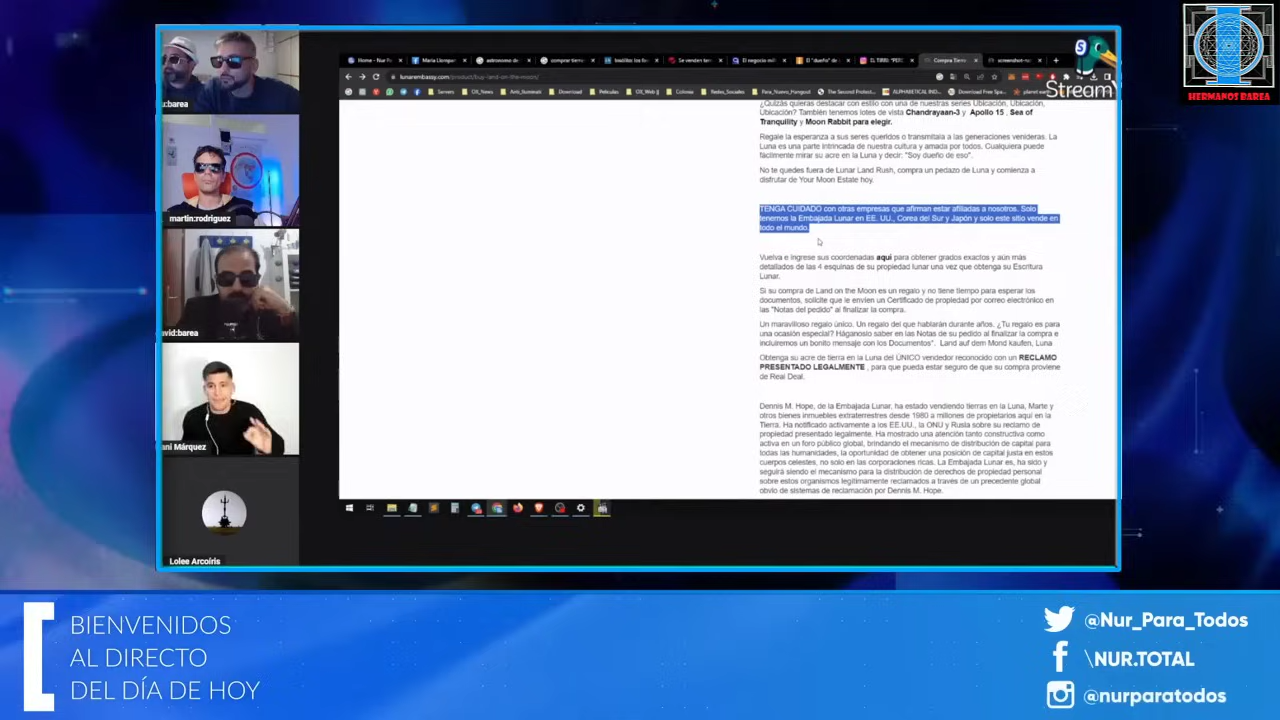 HERMANOS BAREA
Stream
lunarembassy.com/product/buy-land-on-the-moon/
¿Quizás quieras destacar con estilo con una de nuestras series Ubicación, Ubicación,
Ubicación? También tenemos lotes de vista Chandrayaan-3 y Apollo 15 , Sea of
Tranquility y Moon Rabbit para elegir.
Regale la esperanza a sus seres queridos o transmítala a las generaciones venideras. La
Luna es una parte intrincada de nuestra cultura y amada por todos. Cualquiera puede
fácilmente mirar su acre en la Luna y decir: "Soy dueño de eso".
No te quedes fuera de Lunar Land Rush, compra un pedazo de Luna y comienza a
disfrutar de Your Moon Estate hoy.
TENGA CUIDADO con otras empresas que afirman estar afiliadas a nosotros. Solo
tenemos la Embajada Lunar en EE. UU., Corea del Sur y Japón y solo este sitio vende en
todo el mundo.
Vuelva e ingrese sus coordenadas aquí para obtener grados exactos y aún más
detallados de las 4 esquinas de su propiedad lunar una vez que obtenga su Escritura
Lunar.
Si su compra de Land on the Moon es un regalo y no tiene tiempo para esperar los
documentos, solicite que le envíen un Certificado de propiedad por correo electrónico en
las "Notas del pedido" al finalizar la compra.
Un maravilloso regalo único. Un regalo del que hablarán durante años. ¿Tu regalo es para
una ocasión especial? Háganoslo saber en las Notas de su pedido al finalizar la compra e
incluiremos un bonito mensaje con los Documentos". Land auf dem Mond kaufen, Luna
Obtenga su acre de tierra en la Luna del ÚNICO vendedor reconocido con un RECLAMO
PRESENTADO LEGALMENTE , para que pueda estar seguro de que su compra proviene
de Real Deal.
Dennis M. Hope, de la Embajada Lunar, ha estado vendiendo tierras en la Luna, Marte y
otros bienes inmuebles extraterrestres desde 1980 a millones de propietarios aquí en la
Tierra. Ha notificado activamente a los EE.UU., la ONU y Rusia sobre su reclamo de
propiedad presentado legalmente. Ha mostrado una atención tanto constructiva como
activa en un foro público global, brindando el mecanismo de distribución de capital para
todas las humanidades, la oportunidad de obtener una posición de capital justa en estos
cuerpos celestes, no solo en las corporaciones ricas. La Embajada Lunar es, ha sido y
seguirá siendo el mecanismo para la distribución de derechos de propiedad personal
sobre estos organismos legítimamente reclamados a través de un precedente global
obvio de sistemas de reclamación por Dennis M. Hope.
u:barea
martin:rodriguez
vid:barea
ni Márquez
Lolee Arcoíris
BIENVENIDOS
AL DIRECTO
DEL DÍA DE HOY
@Nur_Para_Todos
\NUR.TOTAL
@nurparatodos